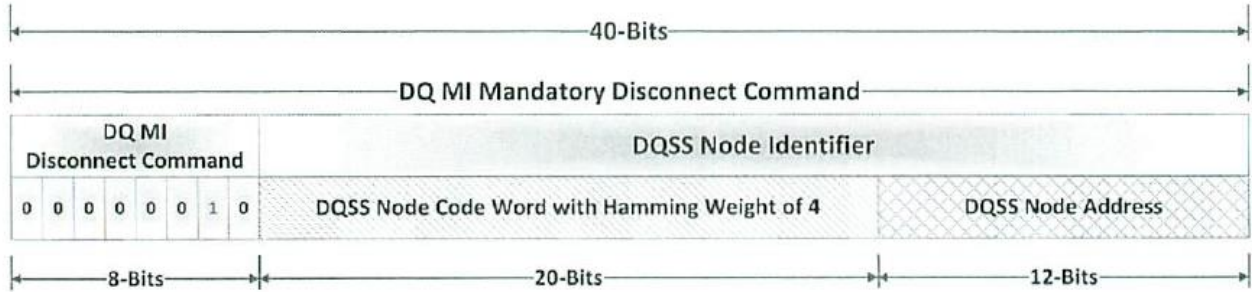 40-Bits
DQ MI Mandatory Disconnect Command
DQ MI
Disconnect Command
DQSS Node Identifier
0 0 0 0 0 0 1 0
DQSS Node Code Word with Hamming Weight of 4
DQSS Node Address
8-Bits
20-Bits
12-Bits